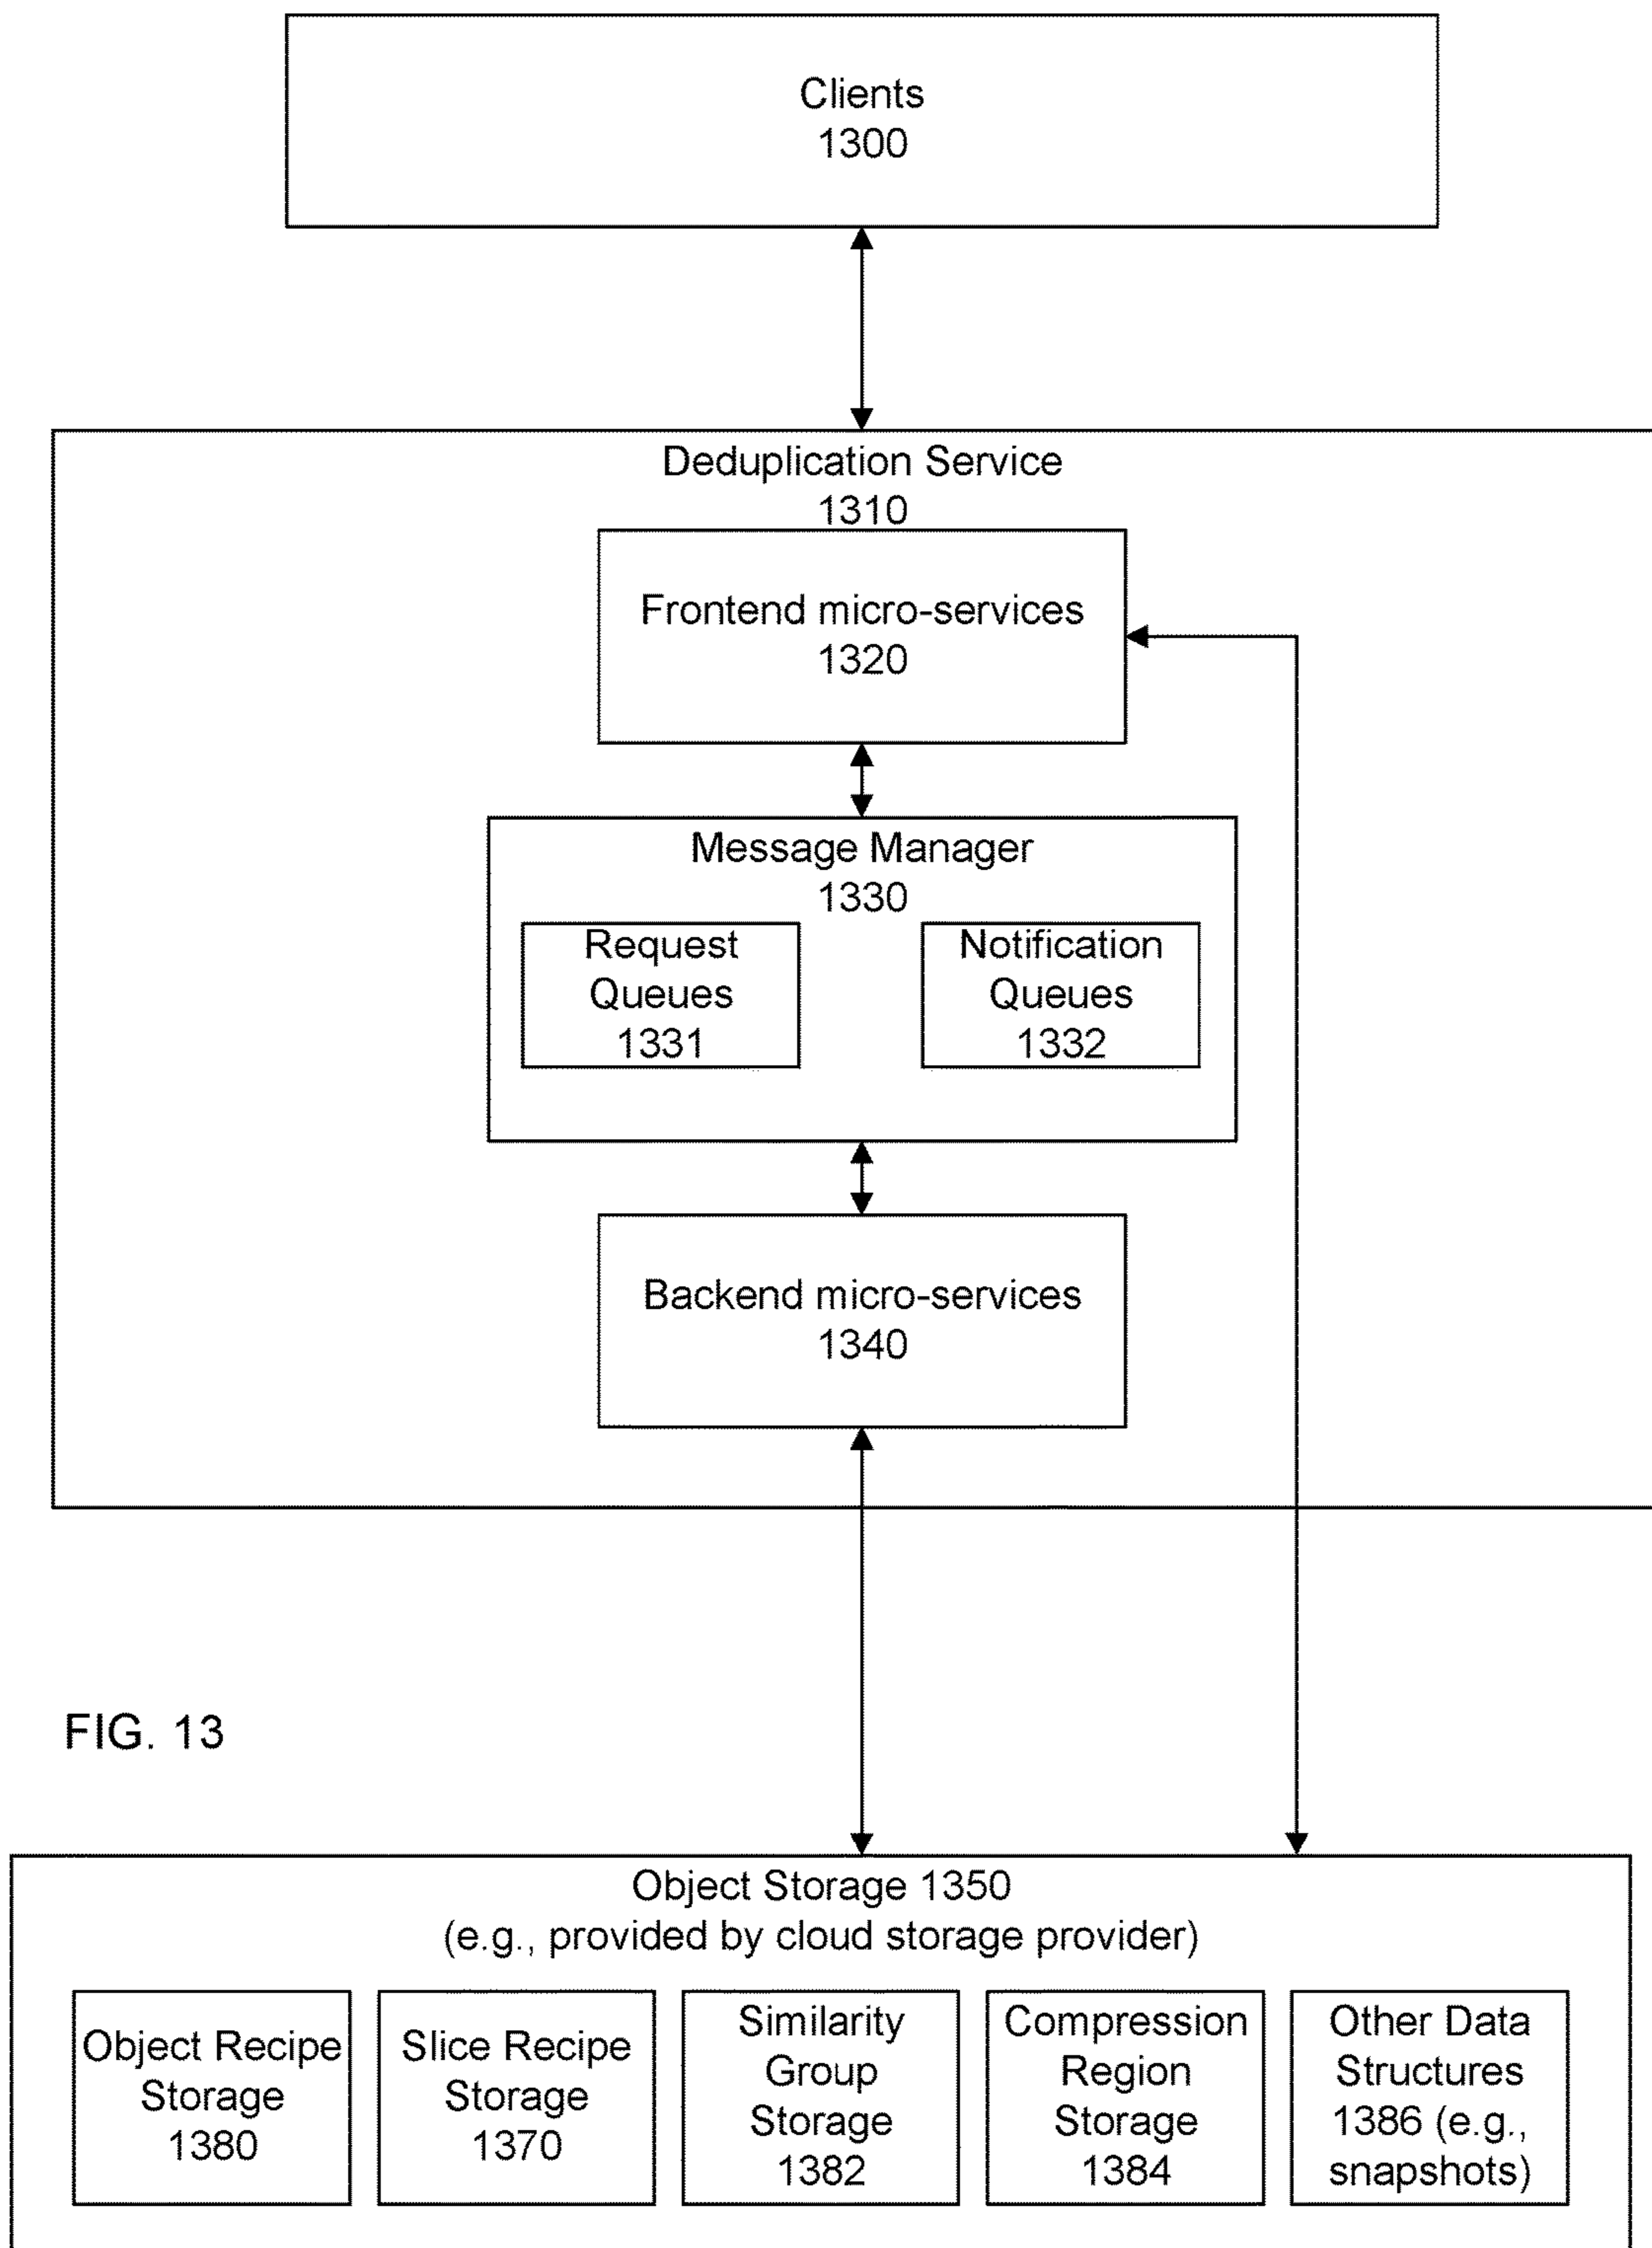 Clients
1300
Deduplication Service
1310
Frontend micro-services
1320
Message Manager
1330
Request
Queues
1331
Notification
Queues
1332
Backend micro-services
1340
FIG. 13
Object Storage 1350
(e.g., provided by cloud storage provider)
Object Recipe
Storage
1380
Slice Recipe
Storage
1370
Similarity
Group
Storage
1382
Compression
Region
Storage
1384
Other Data
Structures
1386 (e.g.,
snapshots)